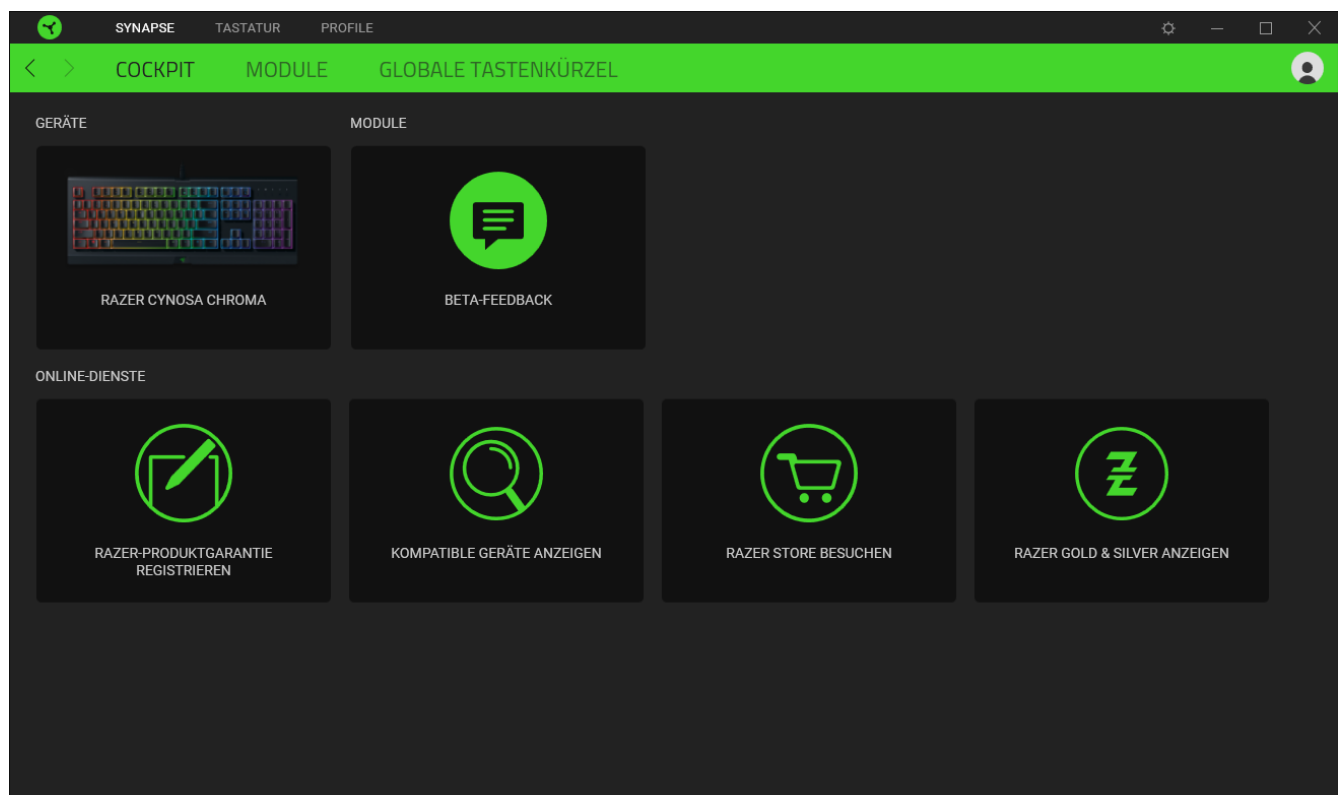 SYNAPSE TASTATUR PROFILE
COCKPIT MODULE GLOBALE TASTENKÜRZEL
GERÄTE MODULE
RAZER CYNOSA CHROMA BETA-FEEDBACK
ONLINE-DIENSTE
RAZER-PRODUKTGARANTIE
REGISTRIEREN
KOMPATIBLE GERÄTE ANZEIGEN
RAZER STORE BESUCHEN
RAZER GOLD & SILVER ANZEIGEN